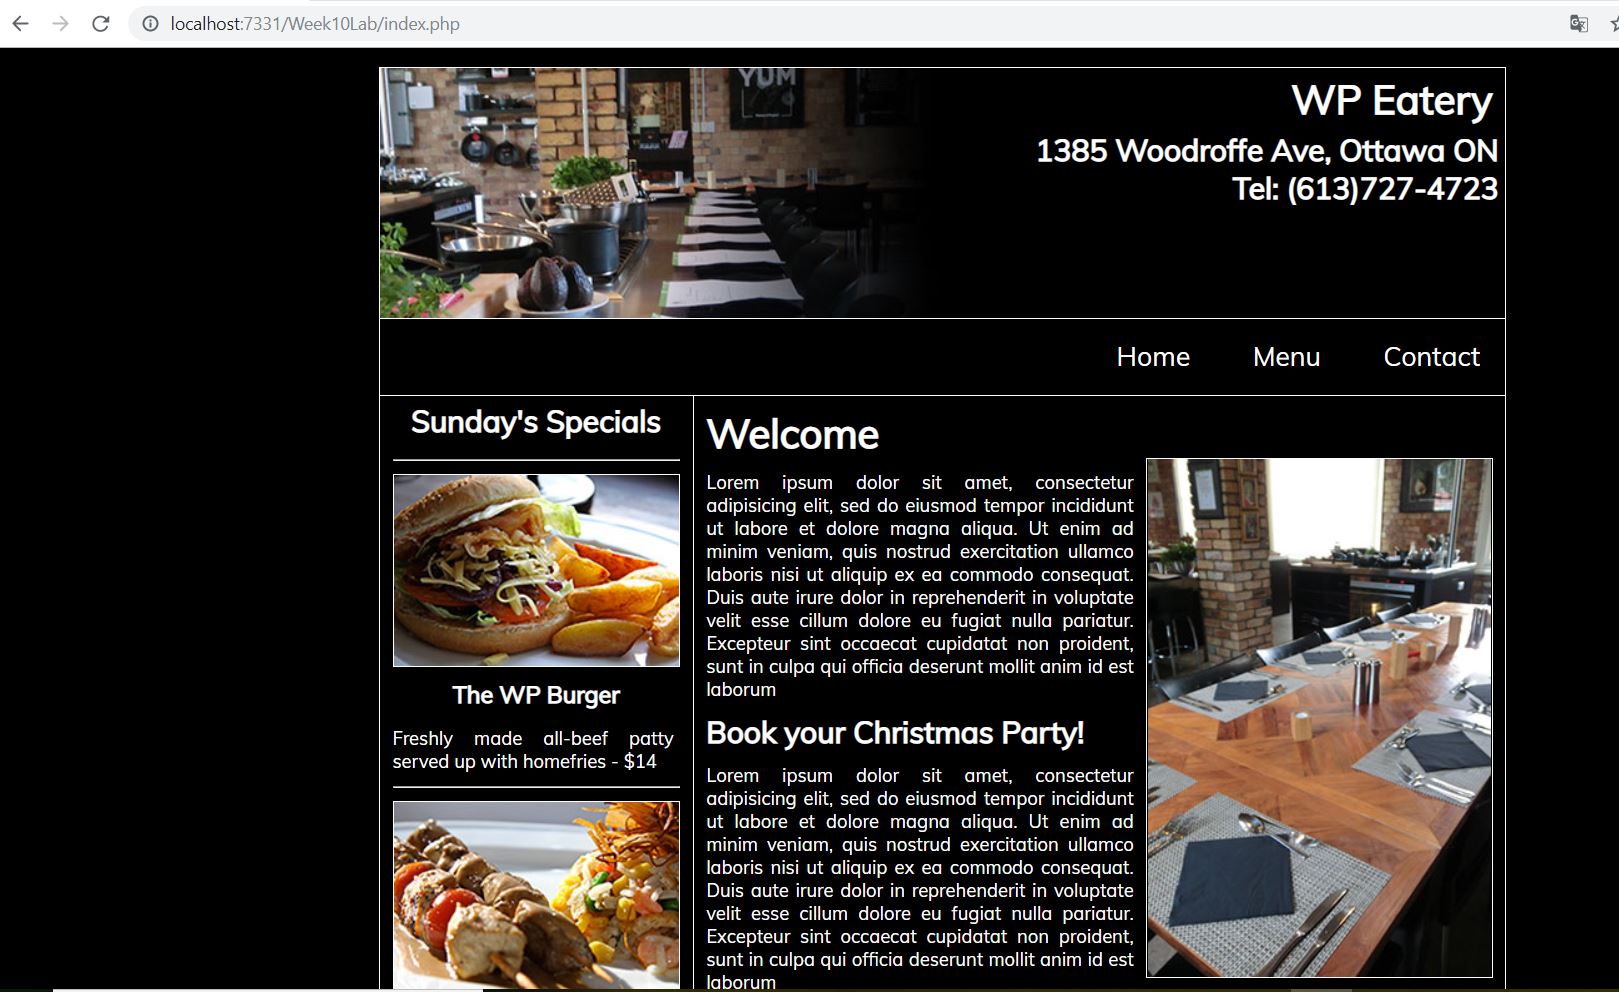 localhost:7331/Week10Lab/index.php
YUM
WP Eatery
1385 Woodroffe Ave, Ottawa ON
Tel: (613)727-4723
Home Menu Contact
Sunday's Specials
The WP Burger
Freshly made all-beef patty
served up with homefries - $14
Welcome
Lorem ipsum dolor sit amet, consectetur
adipisicing elit, sed do eiusmod tempor incididunt
ut labore et dolore magna aliqua. Ut enim ad
minim veniam, quis nostrud exercitation ullamco
laboris nisi ut aliquip ex ea commodo consequat.
Duis aute irure dolor in reprehenderit in voluptate
velit esse cillum dolore eu fugiat nulla pariatur.
Excepteur sint occaecat cupidatat non proident,
sunt in culpa qui officia deserunt mollit anim id est
laborum
Book your Christmas Party!
Lorem ipsum dolor sit amet, consectetur
adipisicing elit, sed do eiusmod tempor incididunt
ut labore et dolore magna aliqua. Ut enim ad
minim veniam, quis nostrud exercitation ullamco
laboris nisi ut aliquip ex ea commodo consequat.
Duis aute irure dolor in reprehenderit in voluptate
velit esse cillum dolore eu fugiat nulla pariatur.
Excepteur sint occaecat cupidatat non proident,
sunt in culpa qui officia deserunt mollit anim id est
laborum